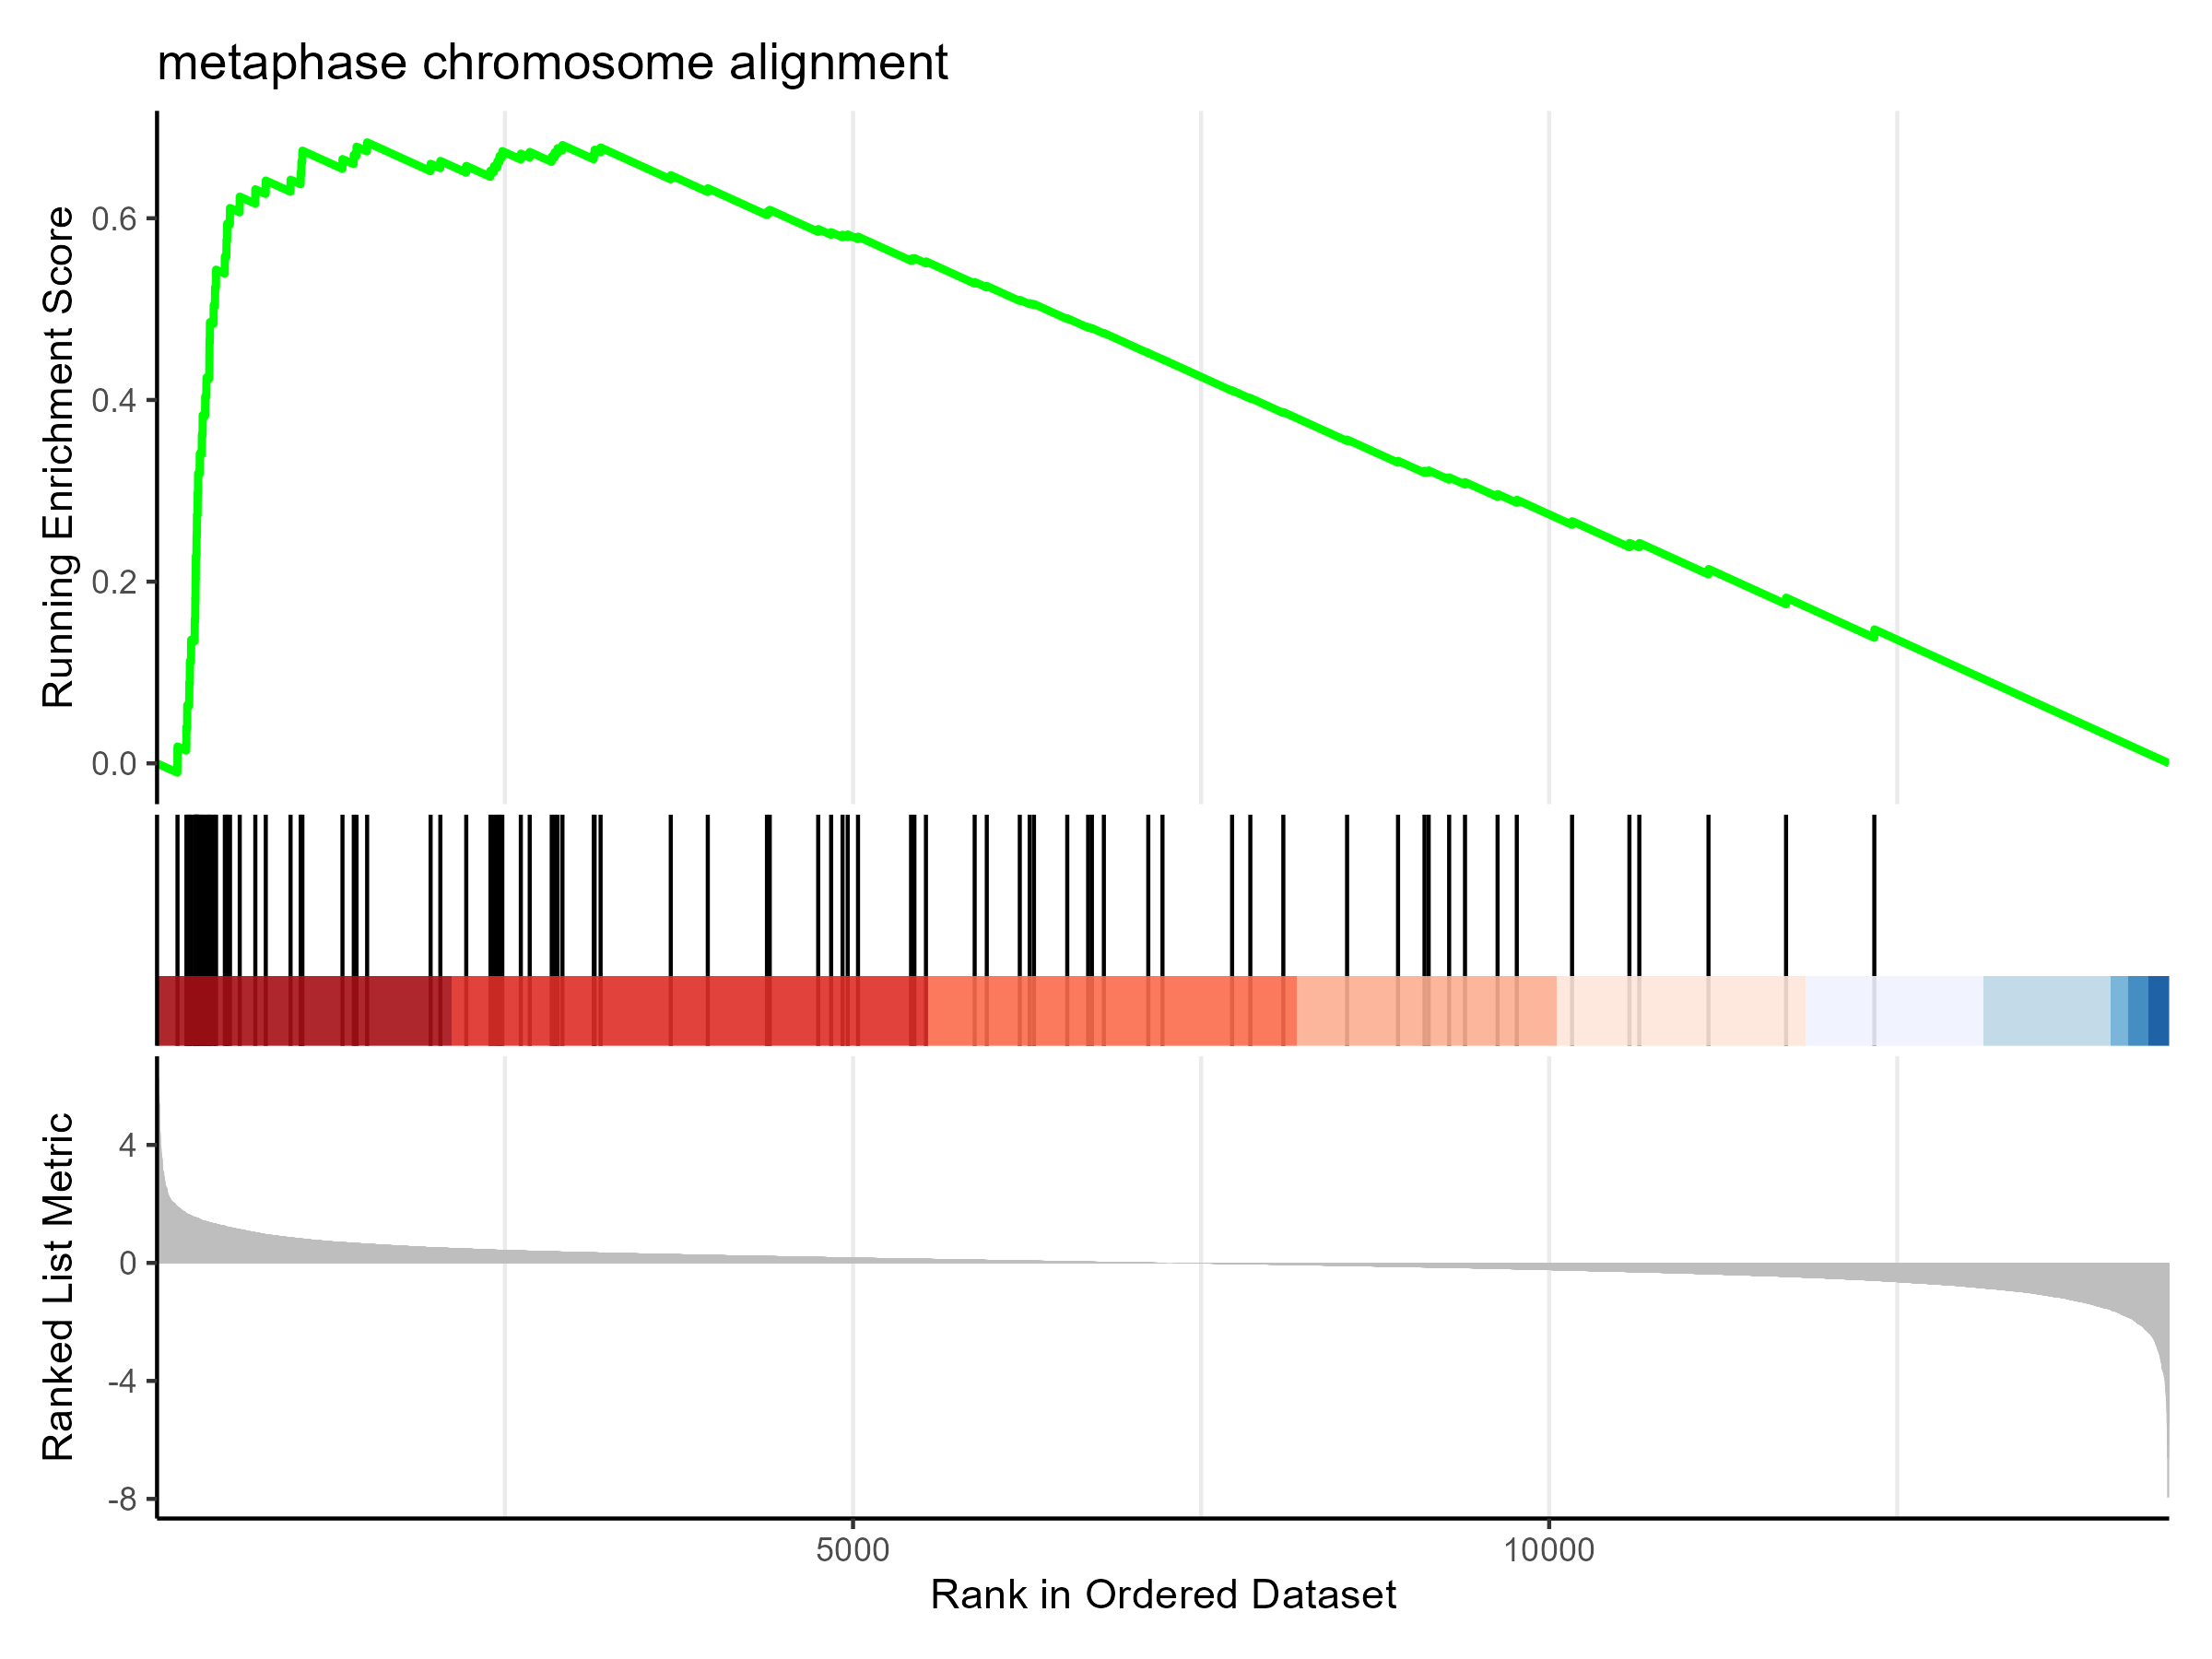 metaphase chromosome alignment
Running Enrichment Score
0.6
0.4
0.2
0.0
Ranked List Metric
4
0
-4
-8
5000
10000
Rank in Ordered Dataset